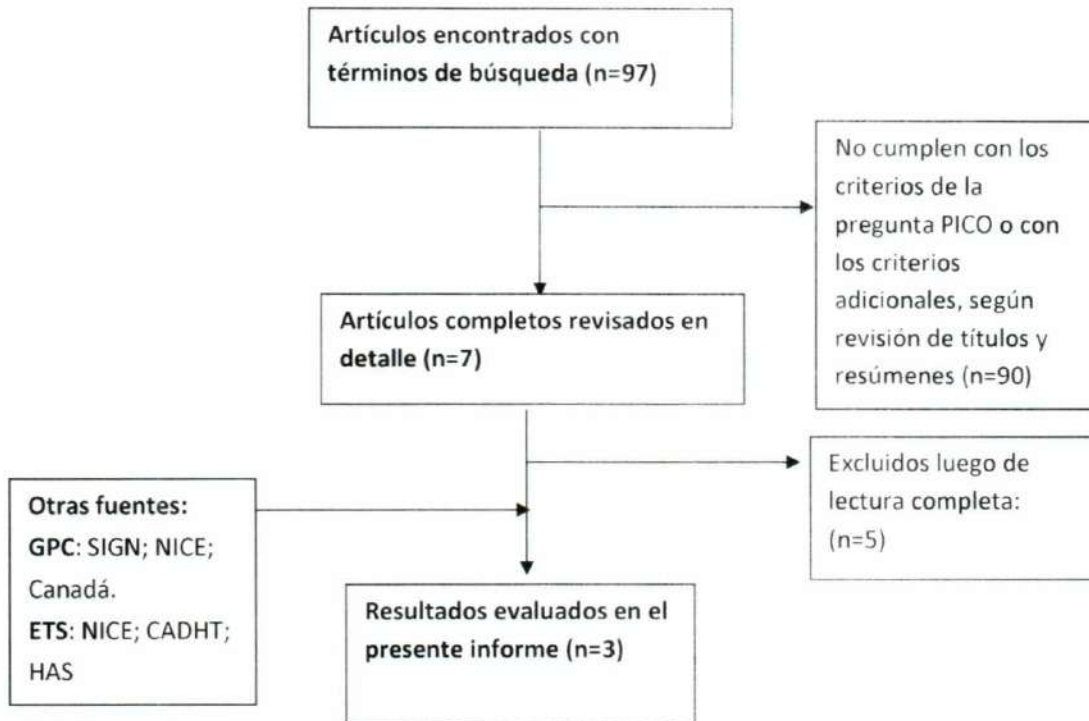 Artículos encontrados con
términos de búsqueda (n=97)
No cumplen con los
criterios de la
pregunta PICO o con
los criterios
adicionales, según
revisión de títulos y
resúmenes (n=90)
Artículos completos revisados en
detalle (n=7)
Excluidos luego de
lectura completa:
(n=5)
Otras fuentes:
GPC: SIGN; NICE;
Canadá.
ETS: NICE; CADHT;
HAS
Resultados evaluados en el
presente informe (n=3)